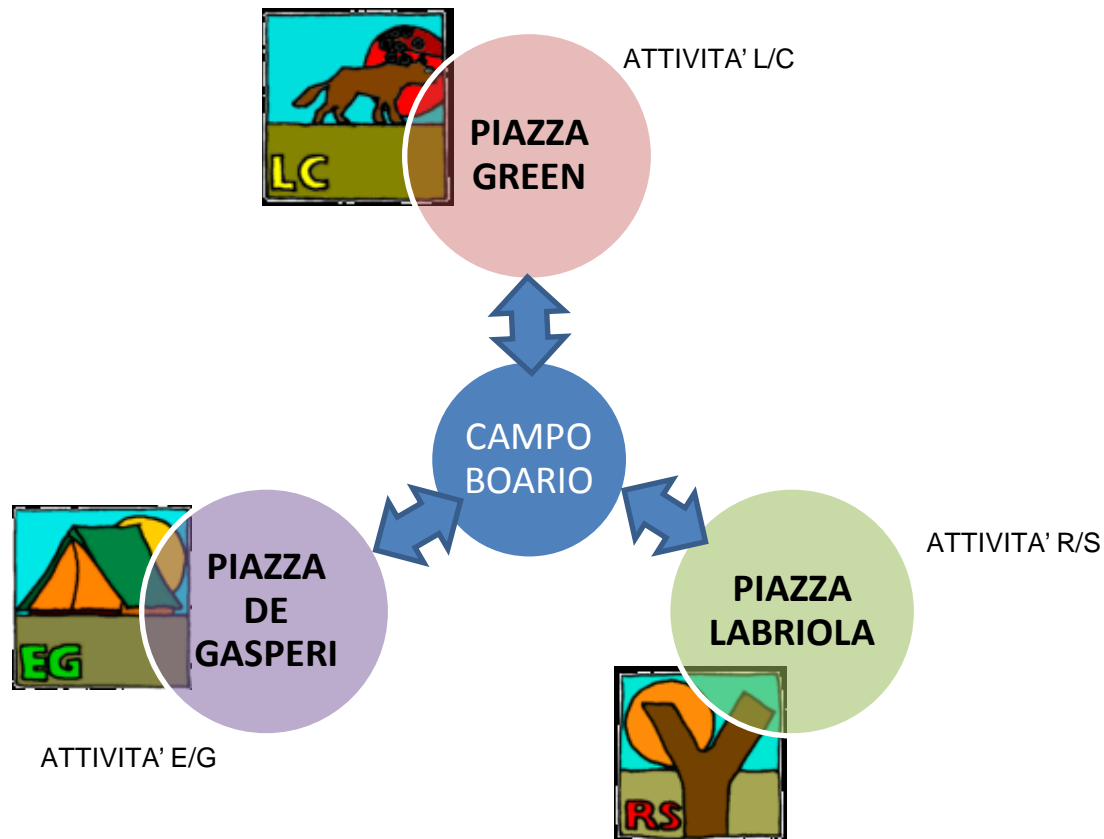 ATTIVITA’ L/C
PIAZZA
GREEN
LC
CAMPO
BOARIO
PIAZZA
DE
GASPERI
EG
ATTIVITA’ E/G
ATTIVITA’ R/S
PIAZZA
LABRIOLA
RS